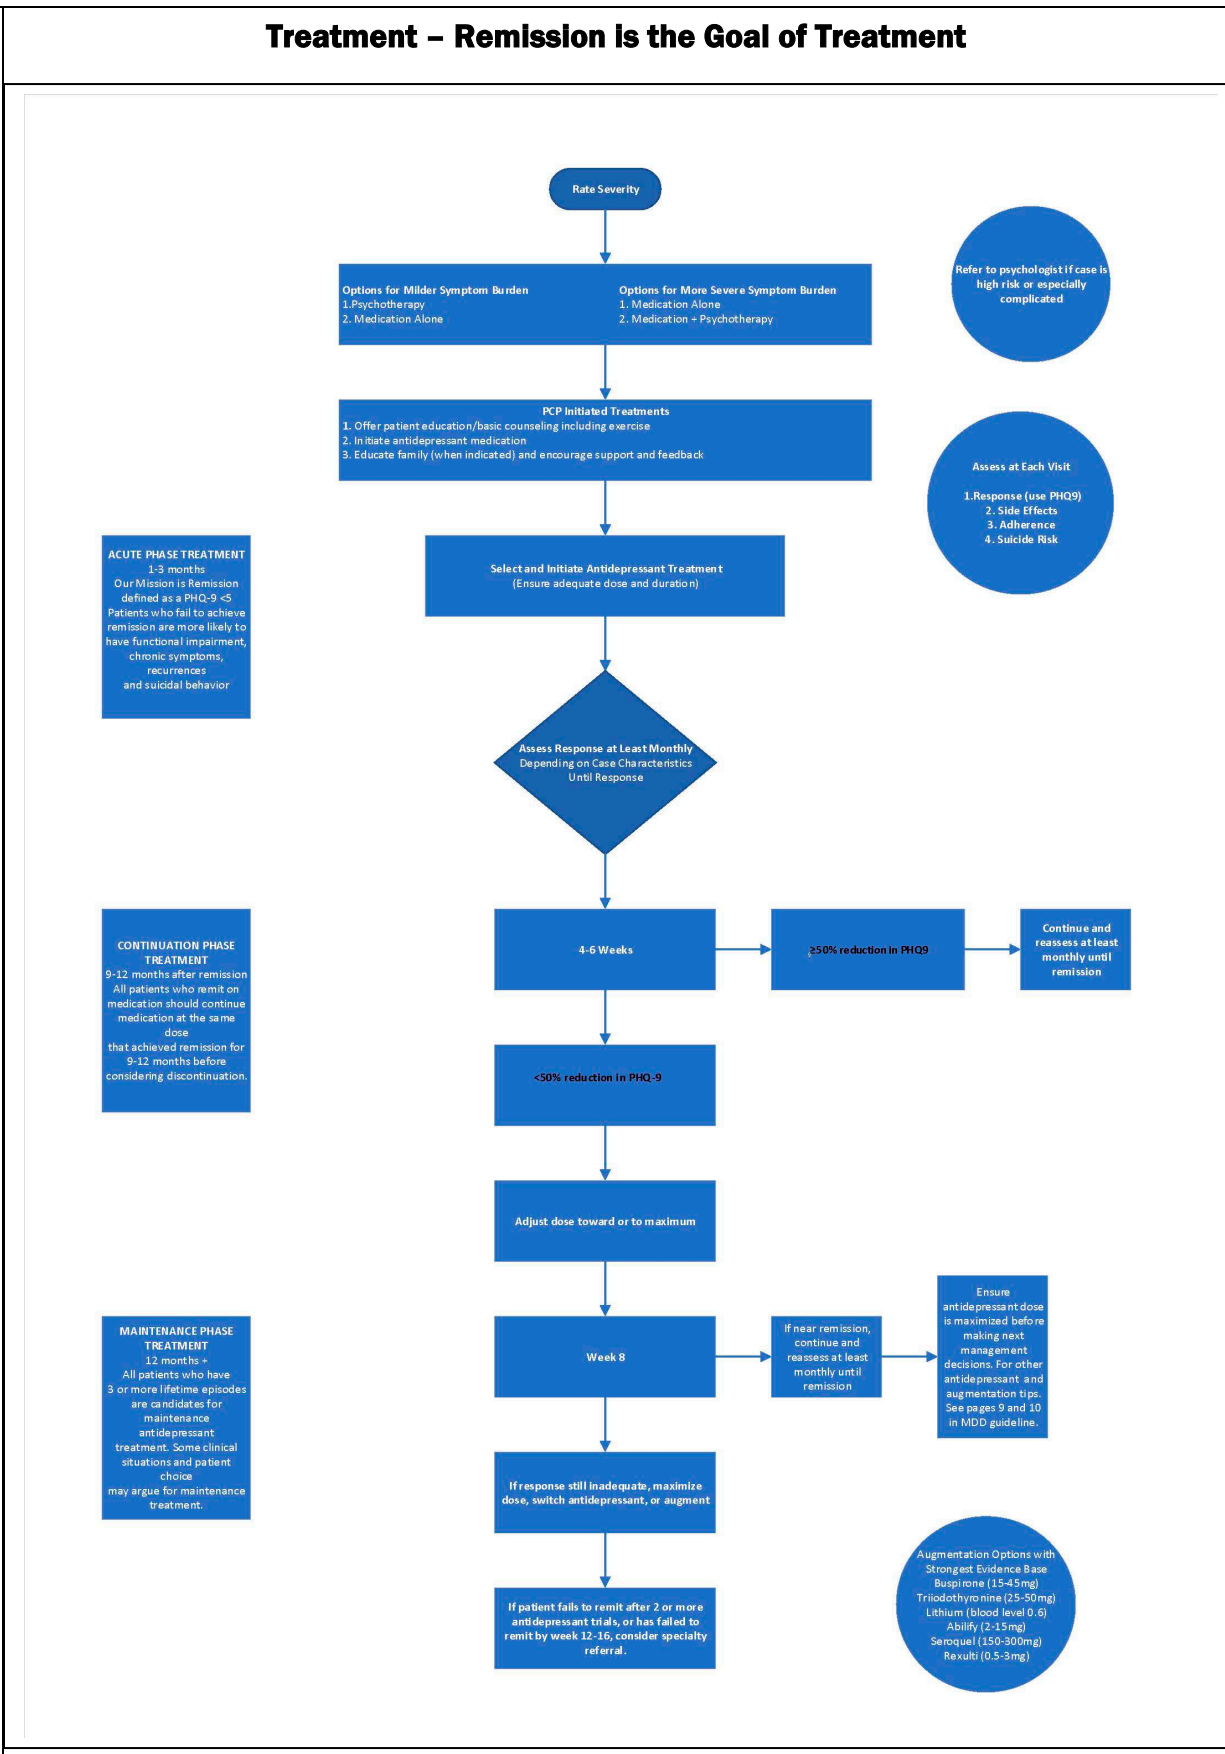 Treatment – Remission is the Goal of Treatment
Rate Severity
Refer to psychologist if case is
high risk or especially
complicated
Options for Milder Symptom Burden
1.Psychotherapy
2. Medication Alone
Options for More Severe Symptom Burden
1. Medication Alone
2. Medication + Psychotherapy
PCP Initiated Treatments
1. Offer patient education/basic counseling including exercise
2. Initiate antidepressant medication
3. Educate family (when indicated) and encourage support and feedback
Assess at Each Visit
1.Response (use PHQ9)
2. Side Effects
3. Adherence
4. Suicide Risk
ACUTE PHASE TREATMENT
1-3 months
Our Mission is Remission
defined as a PHQ-9 <5
Patients who fail to achieve
remission are more likely to
have functional impairment,
chronic symptoms,
recurrences
and suicidal behavior
Select and Initiate Antidepressant Treatment
(Ensure adequate dose and duration)
Assess Response at Least Monthly
Depending on Case Characteristics
Until Response
CONTINUATION PHASE
TREATMENT
9-12 months after remission
All patients who remit on
medication should continue
medication at the same
dose
that achieved remission for
9-12 months before
considering discontinuation.
4-6 Weeks
≥50% reduction in PHQ9
Continue and
reassess at least
monthly until
remission
<50% reduction in PHQ-9
Adjust dose toward or to maximum
MAINTENANCE PHASE
TREATMENT
12 months +
All patients who have
3 or more lifetime episodes
are candidates for
maintenance
antidepressant
treatment. Some clinical
situations and patient
choice
may argue for maintenance
treatment.
Week 8
If near remission,
continue and
reassess at least
monthly until
remission
Ensure
antidepressant dose
is maximized before
making next
management
decisions. For other
antidepressant and
augmentation tips.
See pages 9 and 10
in MDD guideline.
If response still inadequate, maximize
dose, switch antidepressant, or augment
If patient fails to remit after 2 or more
antidepressant trials, or has failed to
remit by week 12-16, consider specialty
referral.
Augmentation Options with
Strongest Evidence Base
Buspirone (15-45mg)
Triiodothyronine (25-50mg)
Lithium (blood level 0.6)
Abilify (2-15mg)
Seroquel (150-300mg)
Rexulti (0.5-3mg)